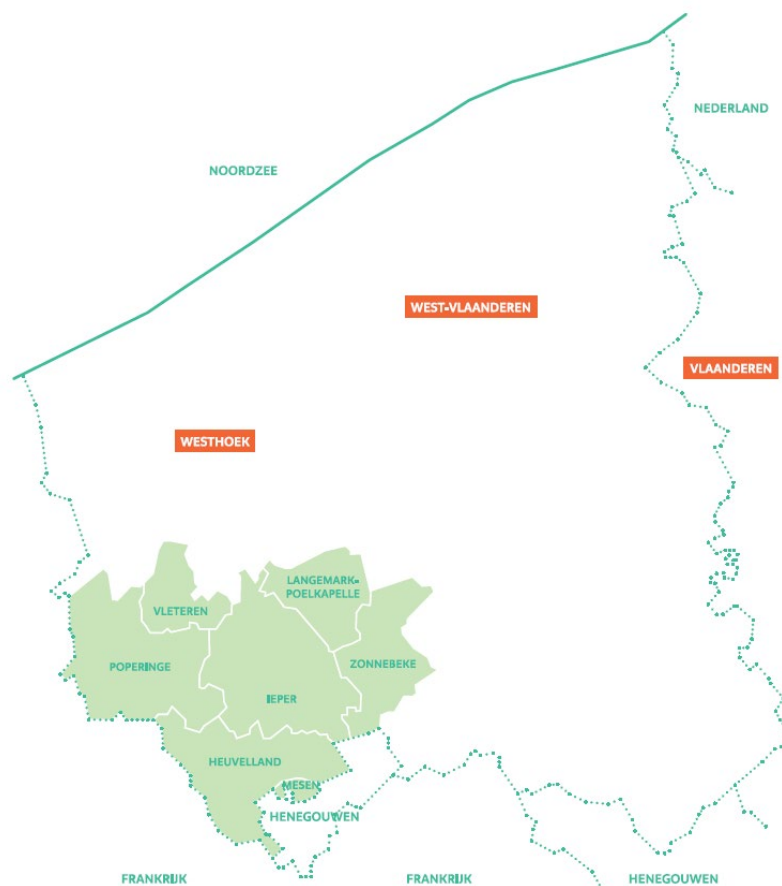 NEDERLAND
NOORDZEE
WEST-VLAANDEREN
VLAANDEREN
WESTHOEK
LANGEMARK-
POELKAPELLE
VLETEREN
POPERINGE
ZONNEBEKE
IEPER
HEUVELLAND
MESEN
HENEGOUWEN
FRANKRIJK
FRANKRIJK
HENEGOUWEN